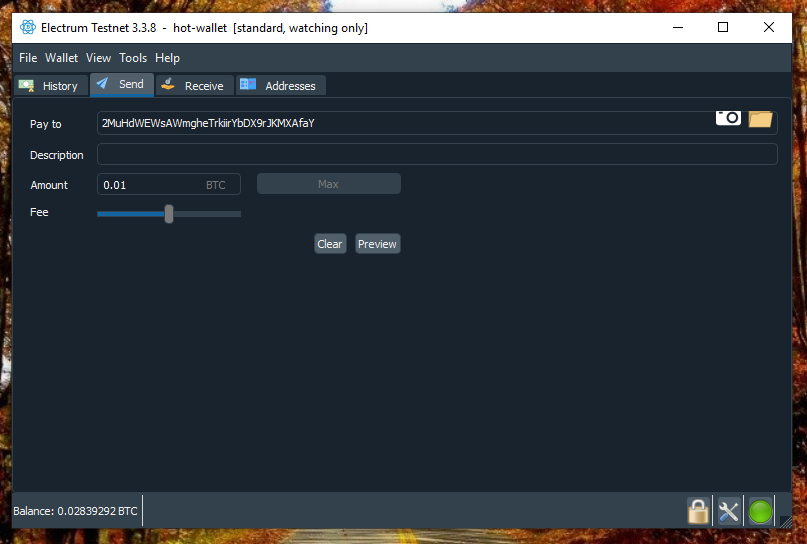 Electrum Testnet 3.3.8 - hot-wallet [standard, watching only]
File Wallet View Tools Help
History Send Receive Addresses
Pay to 2MuHdWEWsAWmgheTrkiirYbDX9rJKMXAfaY
Description
Amount 0.01 BTC Max
Fee
Clear Preview
Balance: 0.02839292 BTC